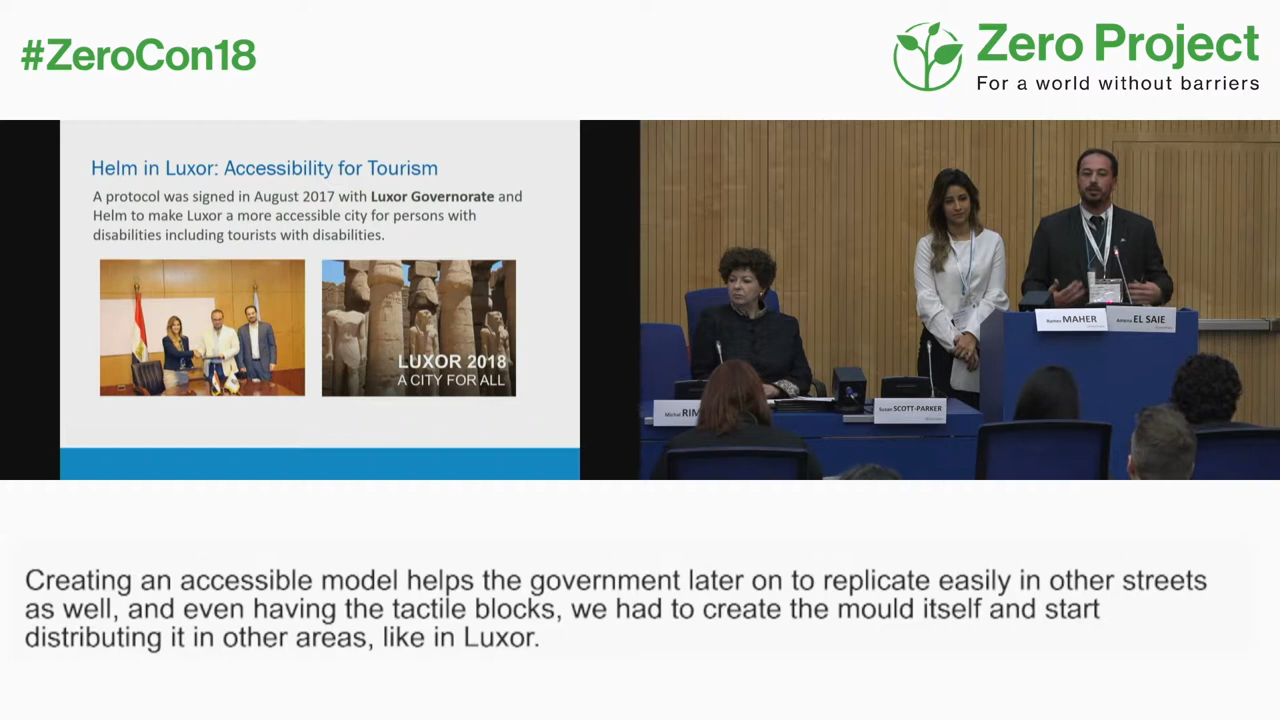 #ZeroCon18
Zero Project
For a world without barriers
Helm in Luxor: Accessibility for Tourism
A protocol was signed in August 2017 with Luxor Governorate and
Helm to make Luxor a more accessible city for persons with
disabilities including tourists with disabilities.
LUXOR 2018
A CITY FOR ALL
Ramez MAHER
Amena EL SAIE
Michal RIM
Susan SCOTT-PARKER
Creating an accessible model helps the government later on to replicate easily in other streets
as well, and even having the tactile blocks, we had to create the mould itself and start
distributing it in other areas, like in Luxor.